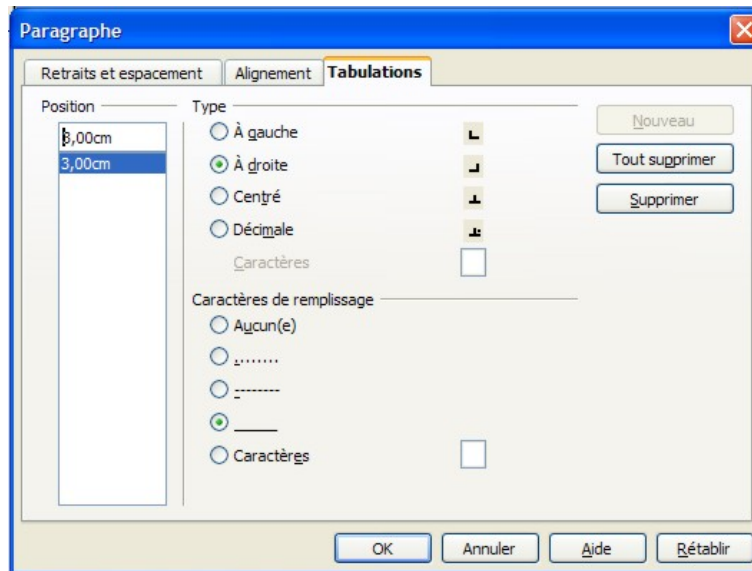 Paragraphe
Retraits et espacement Alignement Tabulations
Position
3,00cm
3,00cm
Type
À gauche
À droite
Centré
Décimale
Caractères
Caractères de remplissage
Aucun(e)
........
--------
_____
Caractères
Nouveau
Tout supprimer
Supprimer
OK Annuler Aide Rétablir